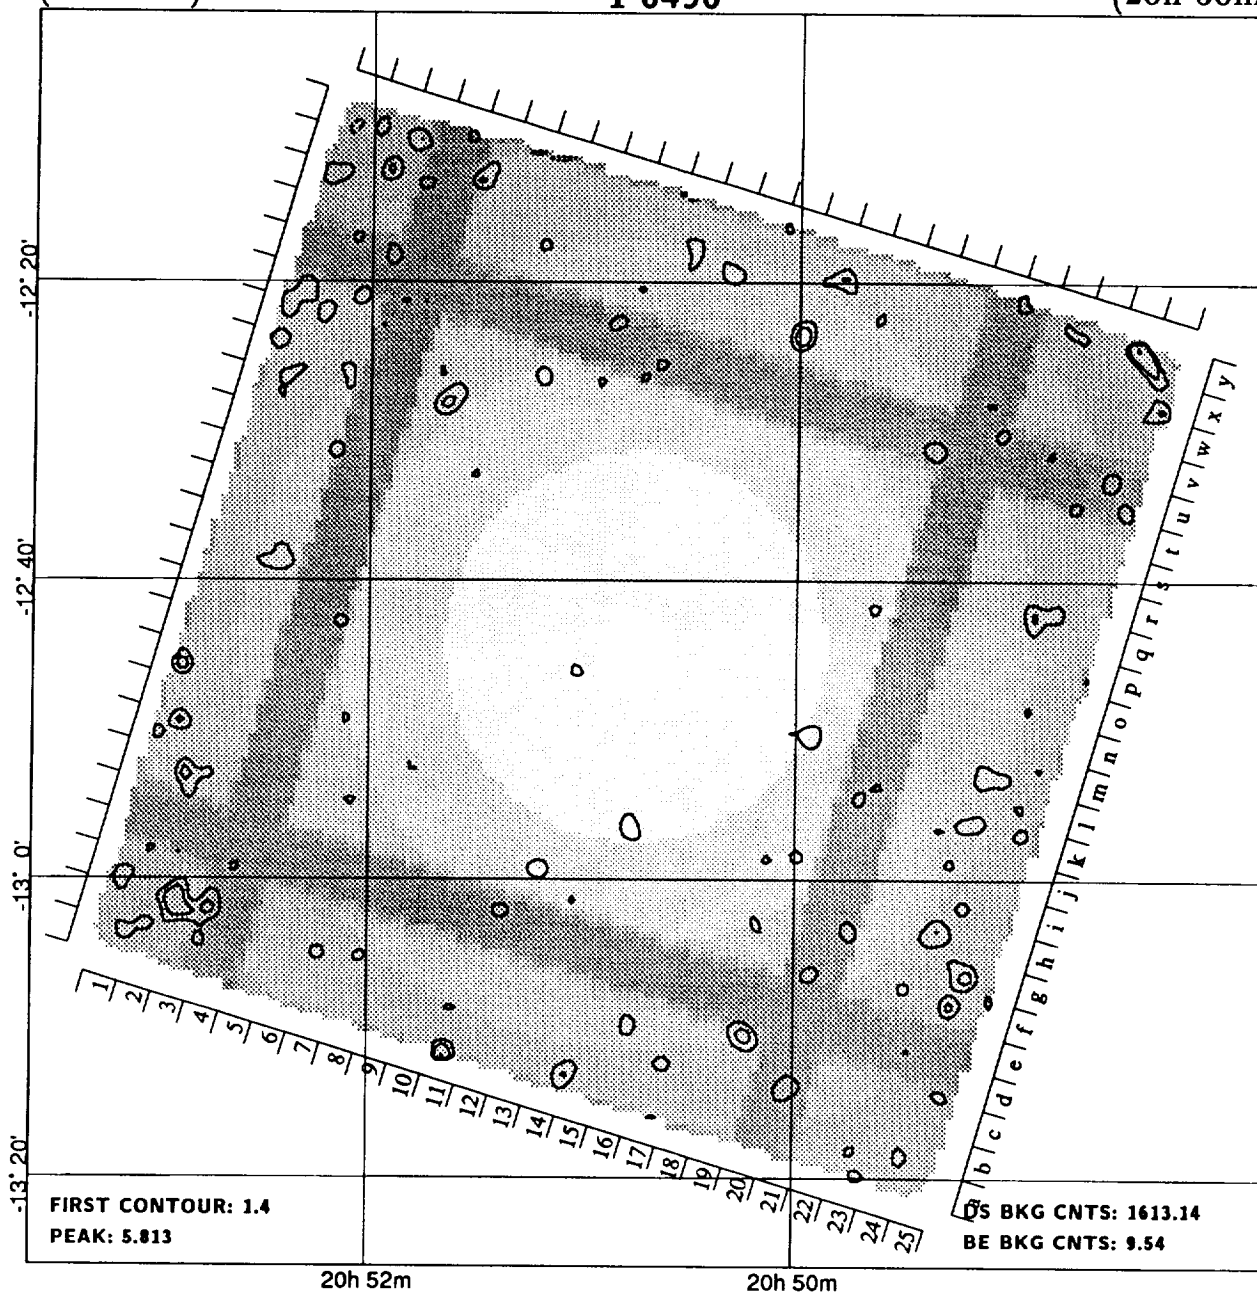 -12° 20'
-12° 40'
-13° 0'
-13° 20'
y
x
w
v
u
t
s
r
q
p
o
n
m
l
k
j
i
h
g
f
e
d
c
b
a
1 2 3 4 5 6 7 8 9 10 11 12 13 14 15 16 17 18 19 20 21 22 23 24 25
FIRST CONTOUR: 1.4
PEAK: 5.813
DS BKG CNTS: 1613.14
BE BKG CNTS: 9.54
20h 52m 20h 50m